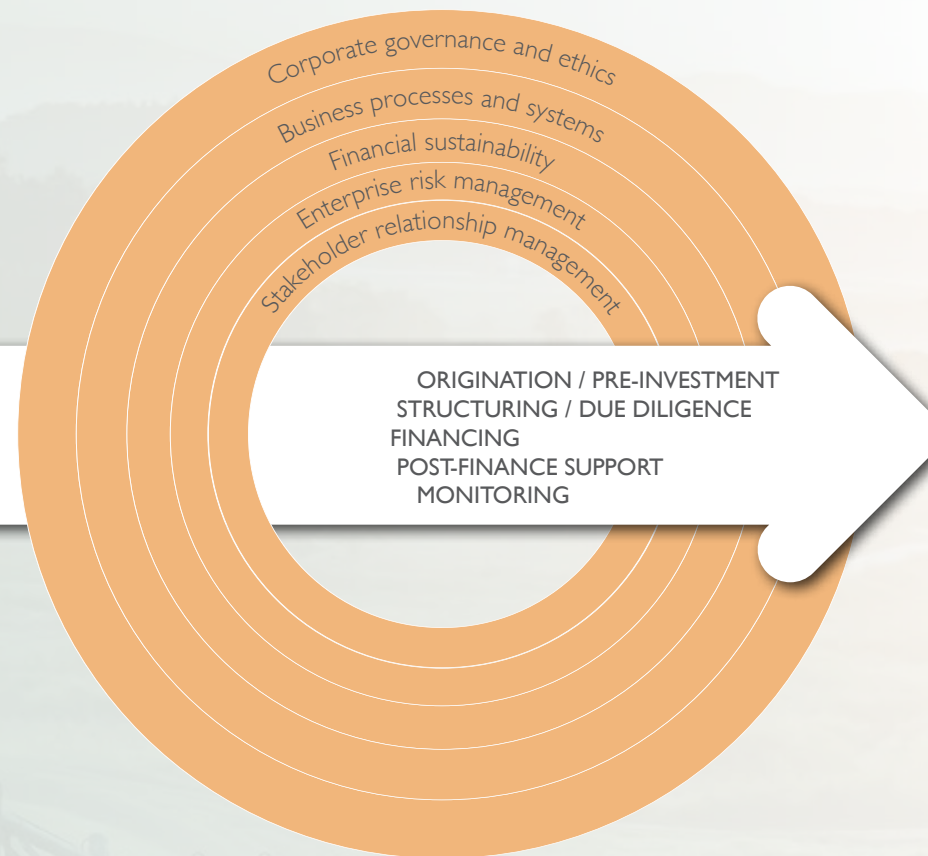 Corporate governance and ethics
Business processes and systems
Financial sustainability
Enterprise risk management
Stakeholder relationship management
ORIGINATION / PRE-INVESTMENT
STRUCTURING / DUE DILIGENCE
FINANCING
POST-FINANCE SUPPORT
MONITORING